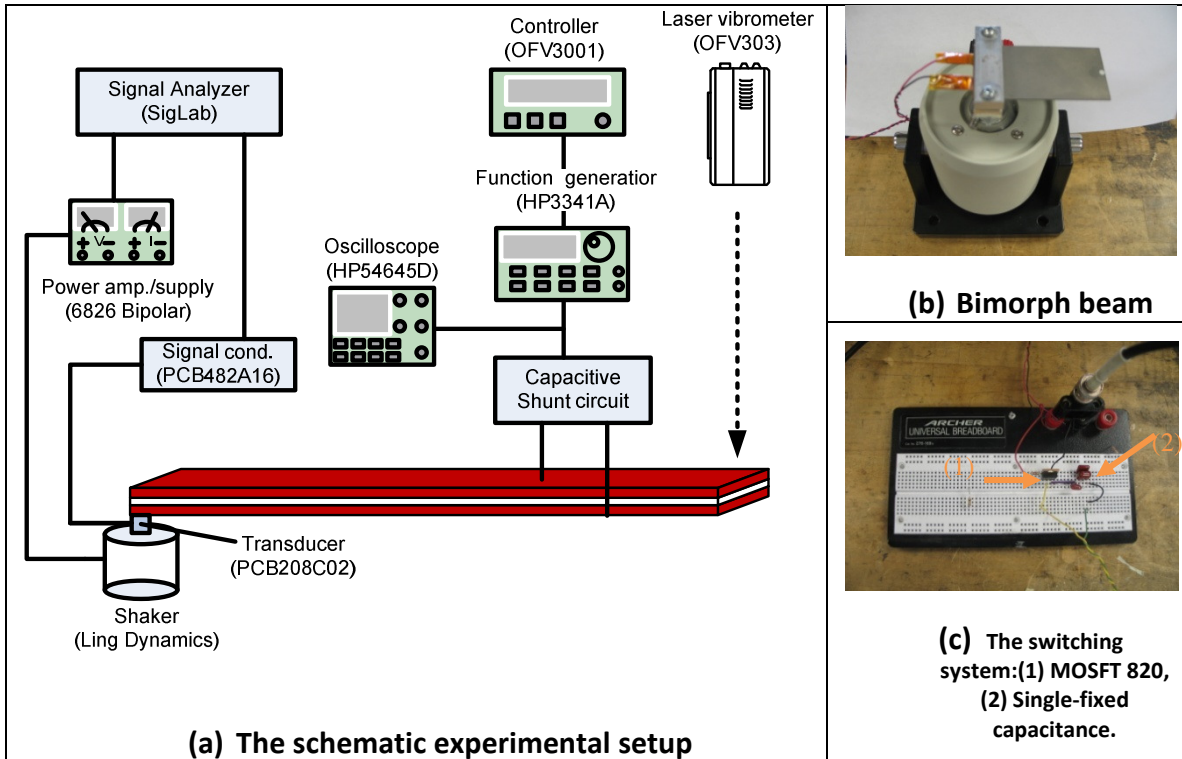 Controller
(OFV3001)
Laser vibrometer
(OFV303)
Signal Analyzer
(SigLab)
Function generatior
(HP3341A)
Oscilloscope
(HP54645D)
V
I
Power amp./supply
(6826 Bipolar)
Signal cond.
(PCB482A16)
Capacitive
Shunt circuit
Transducer
(PCB208C02)
Shaker
(Ling Dynamics)
(a) The schematic experimental setup
(b) Bimorph beam
ARCHER
UNIVERSAL BREADBOARD
(1)
(2)
(c) The switching
system:(1) MOSFT 820,
(2) Single-fixed
capacitance.